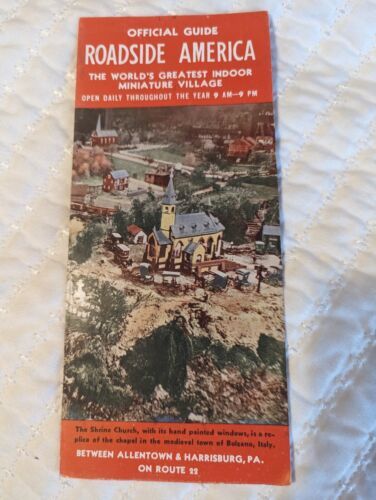 OFFICIAL GUIDE
ROADSIDE AMERICA
THE WORLD'S GREATEST INDOOR
MINIATURE VILLAGE
OPEN DAILY THROUGHOUT THE YEAR 9 AM—9 PM
The Shrine Church, with its hand painted windows, is a re-
plica of the chapel in the medieval town of Bolzano, Italy.
BETWEEN ALLENTOWN & HARRISBURG, PA.
ON ROUTE 22